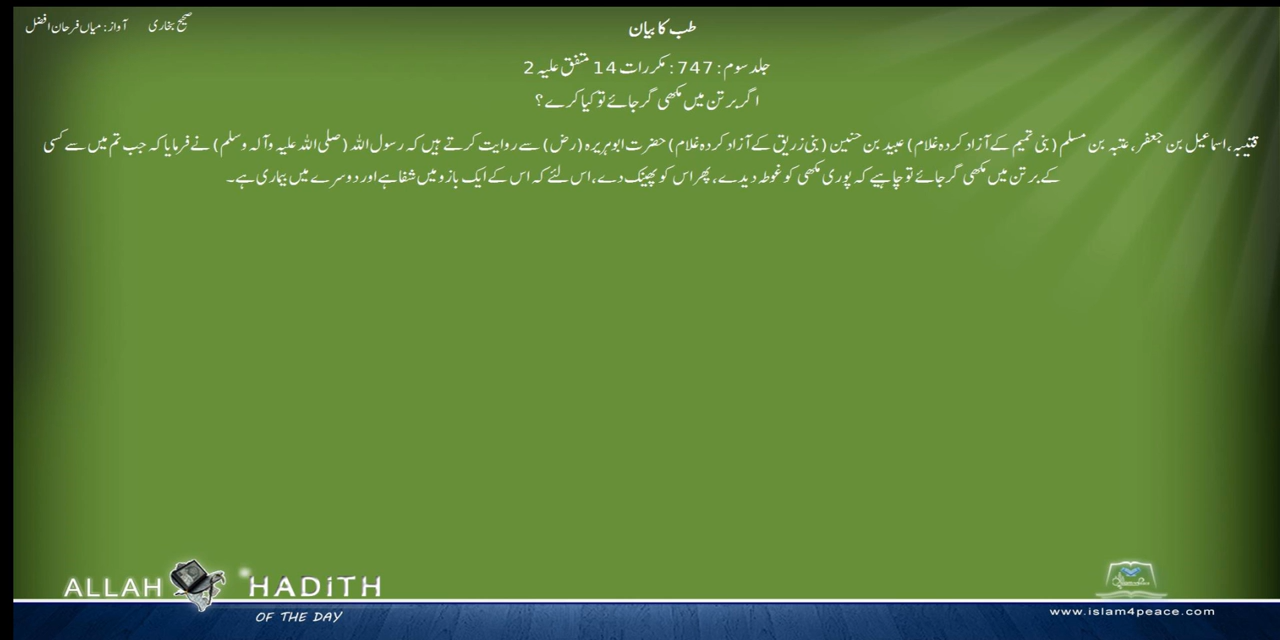 صحیح بخاری
آواز: میاں فرحان افضل
طب کا بیان
جلد سوم : 747 : مکررات 14 متفق علیہ 2
اگر برتن میں مکھی گر جائے تو کیا کرے؟
قتیبہ، اسماعیل بن جعفر، عتبہ بن مسلم (بنی تمیم کے آزاد کردہ غلام) عبید بن حنین (بنی زریق کے آزاد کردہ غلام) حضرت ابوہریرہ (رض) سے روایت کرتے ہیں کہ رسول اللہ (صلی اللہ علیہ وآلہ وسلم) نے فرمایا کہ جب تم میں سے کسی
کے برتن میں مکھی گر جائے تو چاہیے کہ پوری مکھی کو غوطہ دیدے، پھر اس کو پھینک دے، اس لئے کہ اس کے ایک بازو میں شفا ہے اور دوسرے میں بیماری ہے۔
ALLAH HADITH
OF THE DAY
www.islam4peace.com